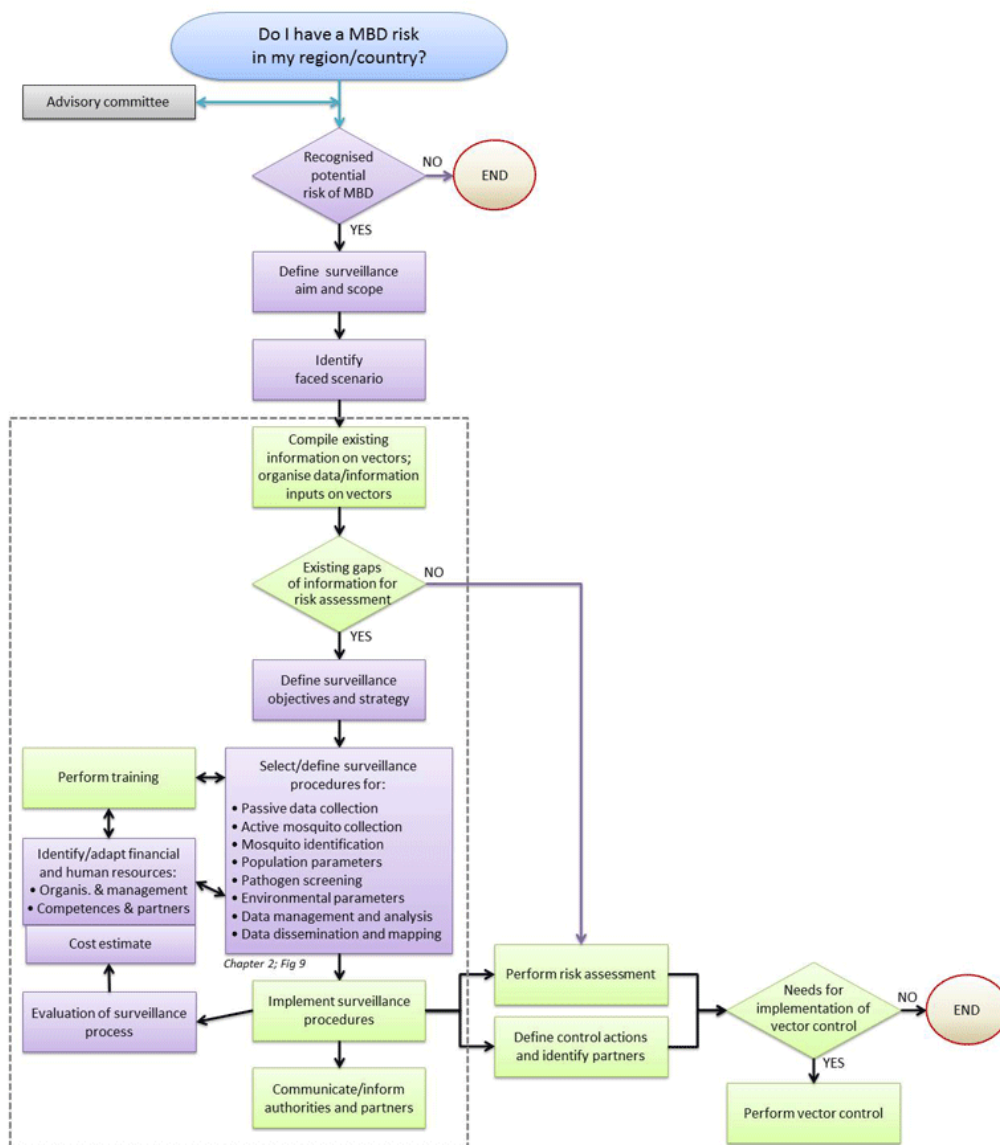 Do I have a MBD risk
in my region/country?
Advisory committee
Recognised
potential
risk of MBD
NO
END
YES
Define surveillance
aim and scope
Identify
faced scenario
Compile existing
information on vectors;
organise data/information
inputs on vectors
Existing gaps
of information for
risk assessment
NO
YES
Define surveillance
objectives and strategy
Perform training
Select/define surveillance
procedures for:
• Passive data collection
• Active mosquito collection
• Mosquito identification
• Population parameters
• Pathogen screening
• Environmental parameters
• Data management and analysis
• Data dissemination and mapping
Identify/adapt financial
and human resources:
• Organis. & management
• Competences & partners
Cost estimate
Chapter 2; Fig 9
Evaluation of surveillance
process
Implement surveillance
procedures
Communicate/inform
authorities and partners
Perform risk assessment
Define control actions
and identify partners
Needs for
implementation of
vector control
NO
END
YES
Perform vector control